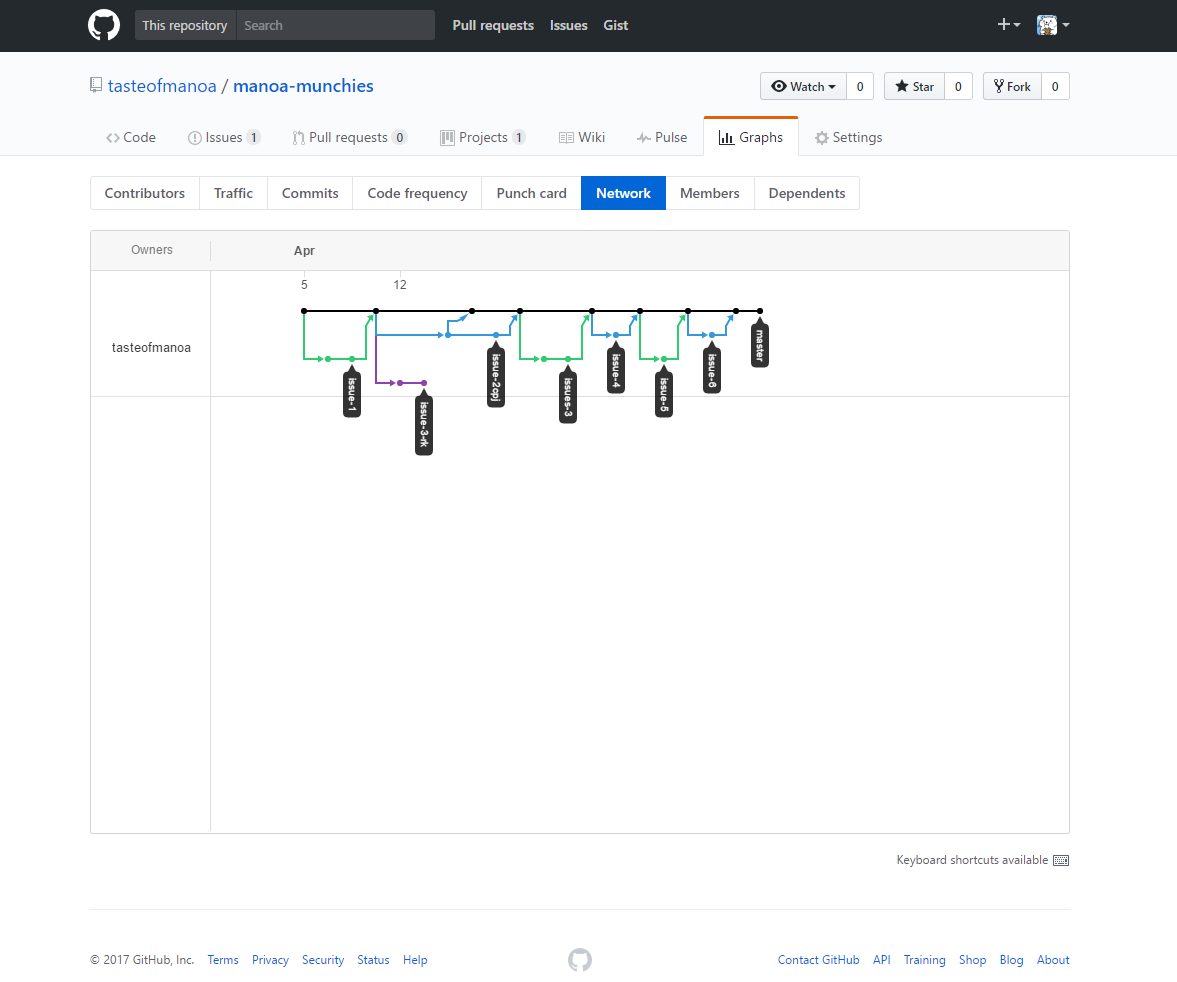 This repository Search Pull requests Issues Gist
tasteofmanoa / manoa-munchies
Watch 0 Star 0 Fork 0
Code Issues 1 Pull requests 0 Projects 1 Wiki Pulse Graphs Settings
Contributors Traffic Commits Code frequency Punch card Network Members Dependents
Owners Apr
5 12
tasteofmanoa
master
issue-1
issue-2opj
issues-3
issue-4
issue-5
issue-6
issue-3-rk
Keyboard shortcuts available
© 2017 GitHub, Inc. Terms Privacy Security Status Help Contact GitHub API Training Shop Blog About